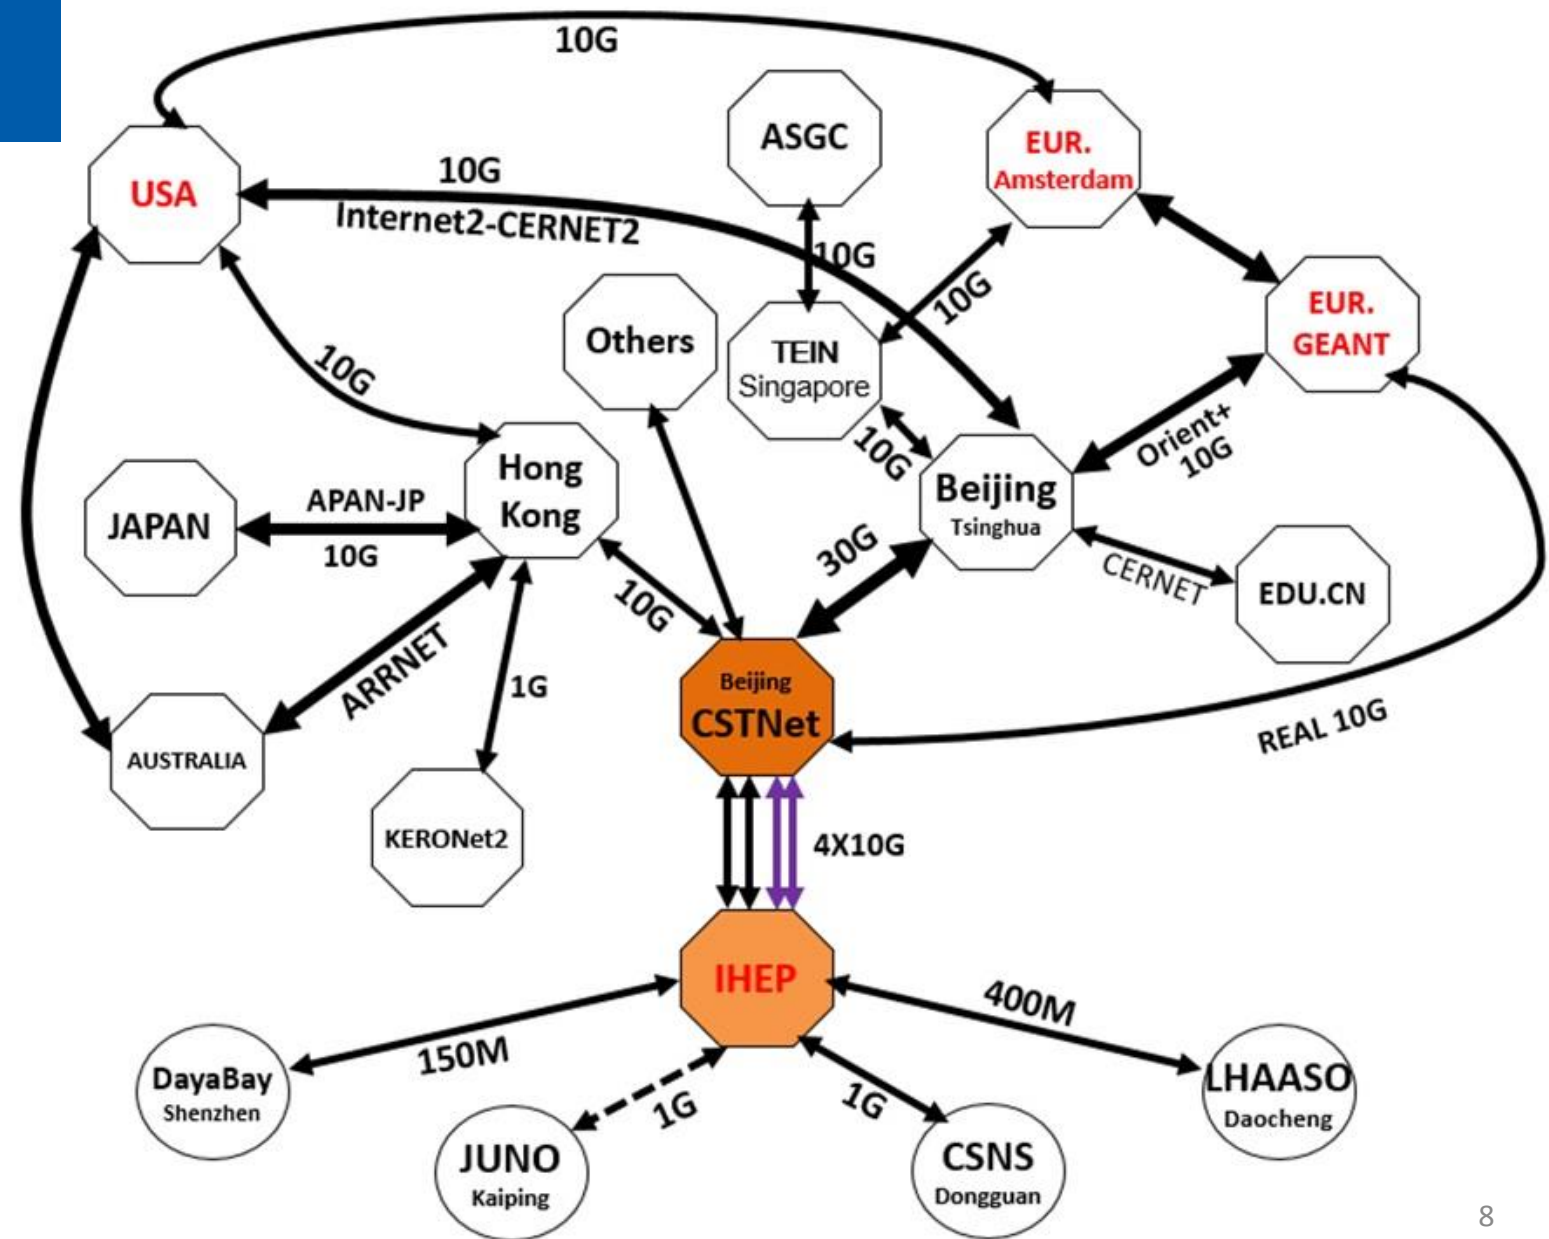 10G
ASGC
EUR.
Amsterdam
USA
10G
Internet2-CERNET2
10G
10G
EUR.
GEANT
Others
TEIN
Singapore
10G
10G
Orient+
10G
Hong
Kong
Beijing
Tsinghua
JAPAN
APAN-JP
10G
30G
CERNET
EDU.CN
10G
ARRNET
1G
Beijing
CSTNet
REAL 10G
AUSTRALIA
KERONet2
4X10G
IHEP
400M
150M
DayaBay
Shenzhen
1G
1G
LHAASO
Daocheng
JUNO
Kaiping
CSNS
Dongguan
8